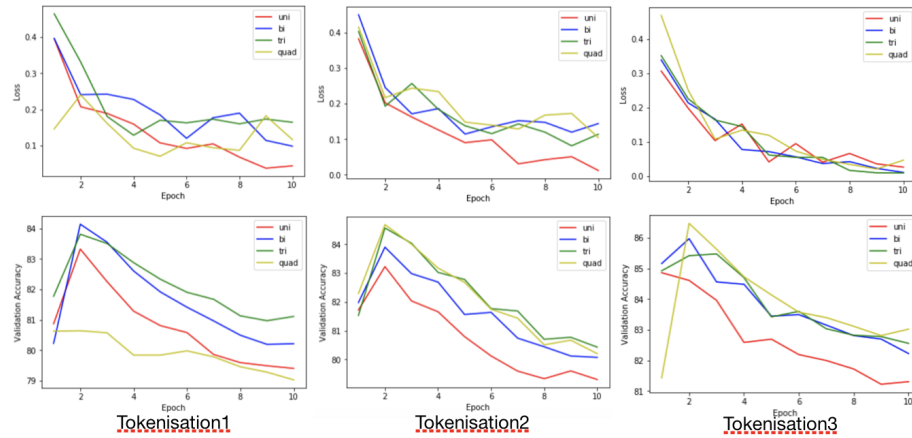 uni
bi
tri
quad
0.4
0.3
0.2
0.1
Loss
2
4
6
8
10
Epoch
uni
bi
tri
quad
0.4
0.3
0.2
0.1
0.0
Loss
2
4
6
8
10
Epoch
uni
bi
tri
quad
0.4
0.3
0.2
0.1
0.0
Loss
2
4
6
8
10
Epoch
uni
bi
tri
quad
84
83
82
81
80
79
Validation Accuracy
2
4
6
8
10
Epoch
uni
bi
tri
quad
84
83
82
81
80
Validation Accuracy
2
4
6
8
10
Epoch
uni
bi
tri
quad
86
85
84
83
82
81
Validation Accuracy
2
4
6
8
10
Epoch
Tokenisation1
Tokenisation2
Tokenisation3